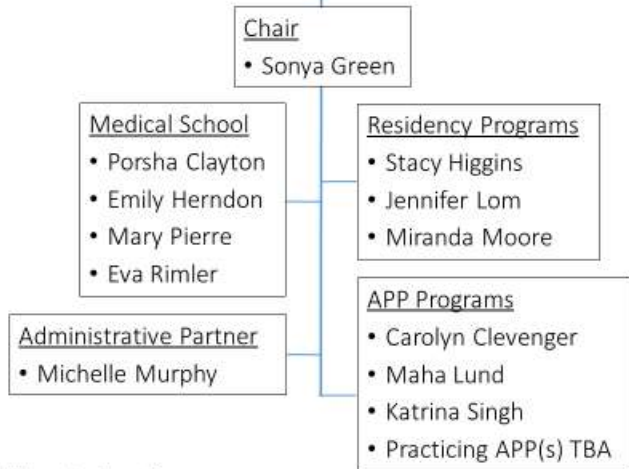 Chair
• Sonya Green
Medical School
• Porsha Clayton
• Emily Herndon
• Mary Pierre
• Eva Rimler
Residency Programs
• Stacy Higgins
• Jennifer Lom
• Miranda Moore
Administrative Partner
• Michelle Murphy
APP Programs
• Carolyn Clevenger
• Maha Lund
• Katrina Singh
• Practicing APP(s) TBA